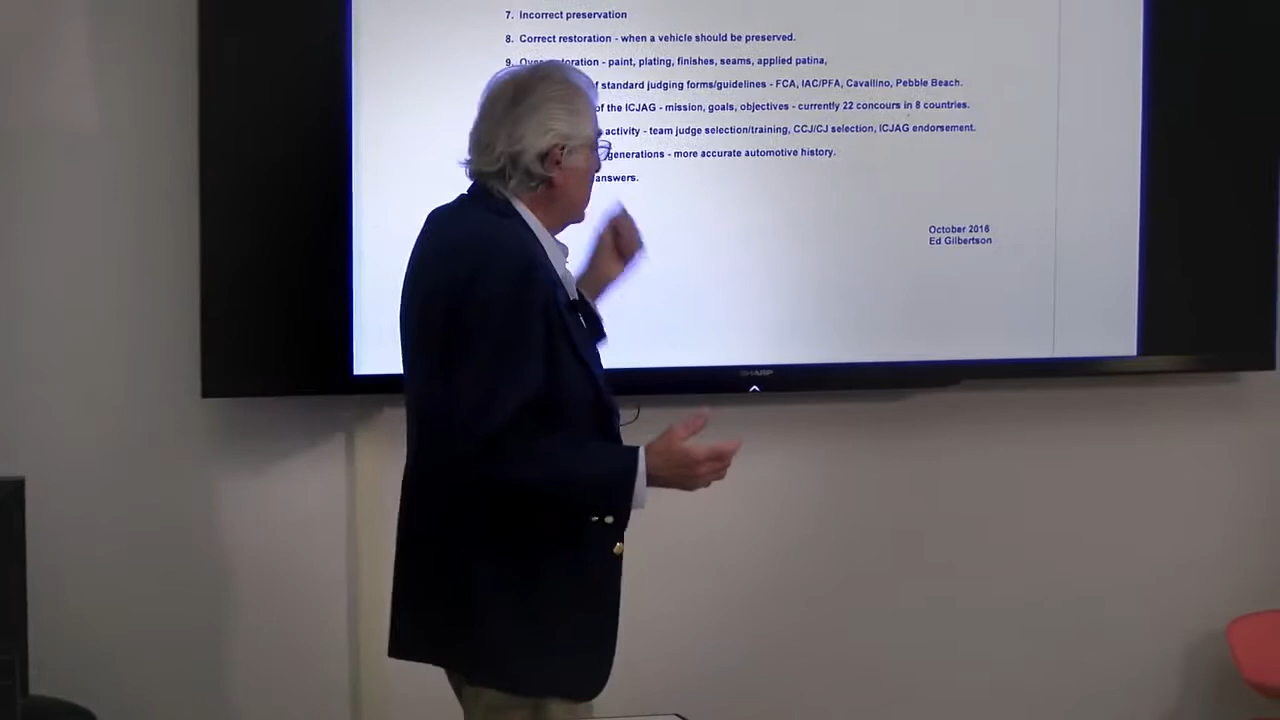 7. Incorrect preservation
8. Correct restoration - when a vehicle should be preserved.
9. - paint, plating, finishes, seams, applied patina,
standard judging forms/guidelines - FCA, IAC/PFA, Cavallino, Pebble Beach.
of the ICJAG - mission, goals, objectives - currently 22 concours in 8 countries.
activity - team judge selection/training, CCJ/CJ selection, ICJAG endorsement.
generations - more accurate automotive history.
answers.
October 2016
Ed Gilbertson
SHARP